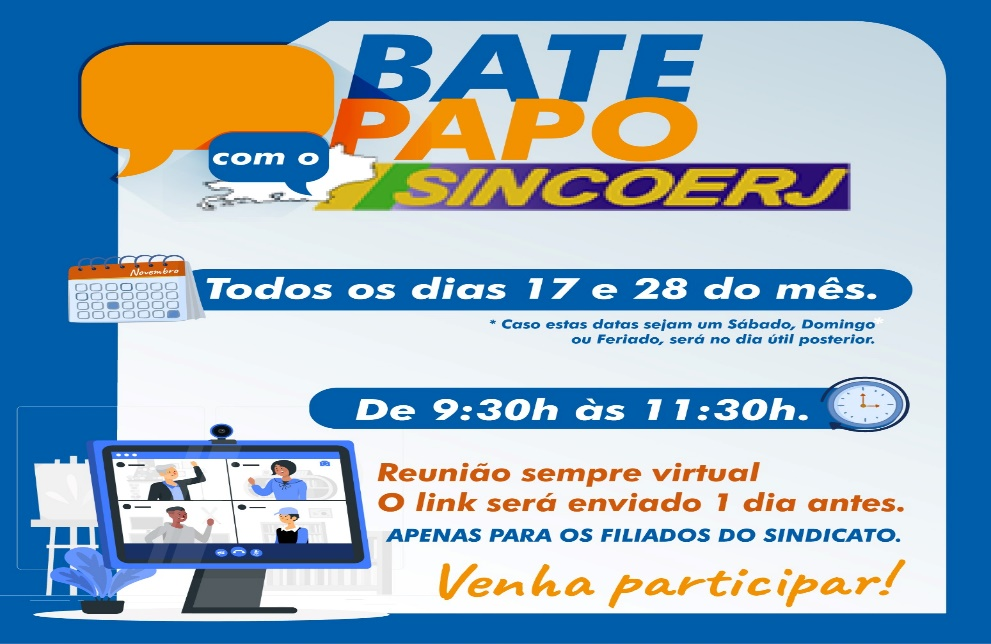 BATE
PAPO
com o
SINCOERJ
Novembro
Todos os dias 17 e 28 do mês.
* Caso estas datas sejam um Sábado, Domingo
ou Feriado, será no dia útil posterior.
De 9:30h às 11:30h.
Reunião sempre virtual
O link será enviado 1 dia antes.
APENAS PARA OS FILIADOS DO SINDICATO.
Venha participar!